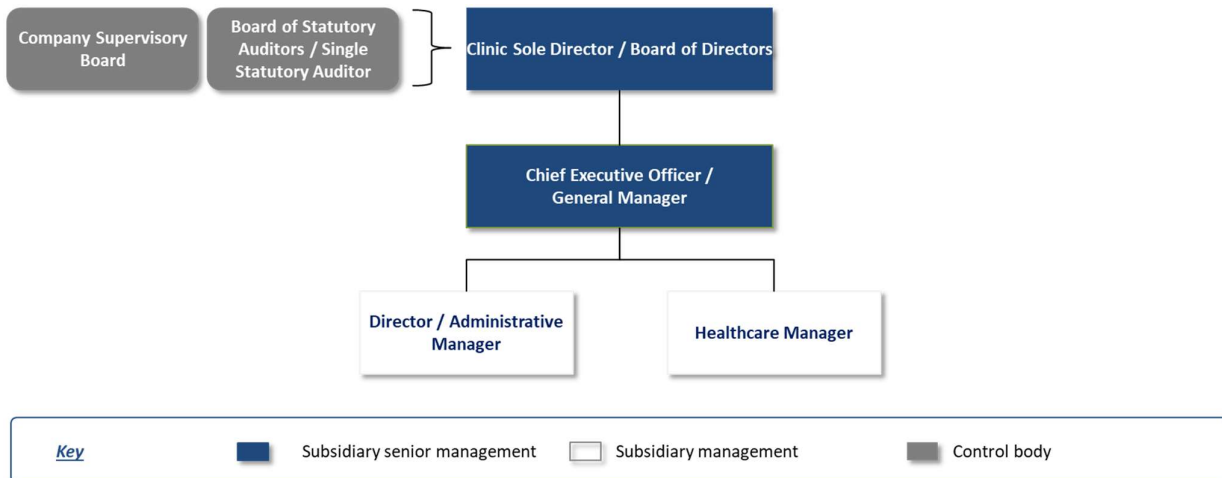 Company Supervisory
Board
Board of Statutory
Auditors / Single
Statutory Auditor
Clinic Sole Director / Board of Directors
Chief Executive Officer /
General Manager
Director / Administrative
Manager
Healthcare Manager
Key
Subsidiary senior management
Subsidiary management
Control body